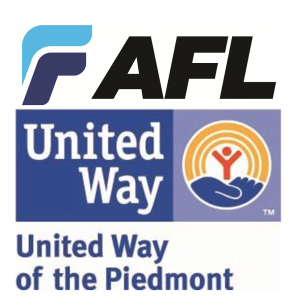 AFL
United
Way
TM
United Way
of the Piedmont